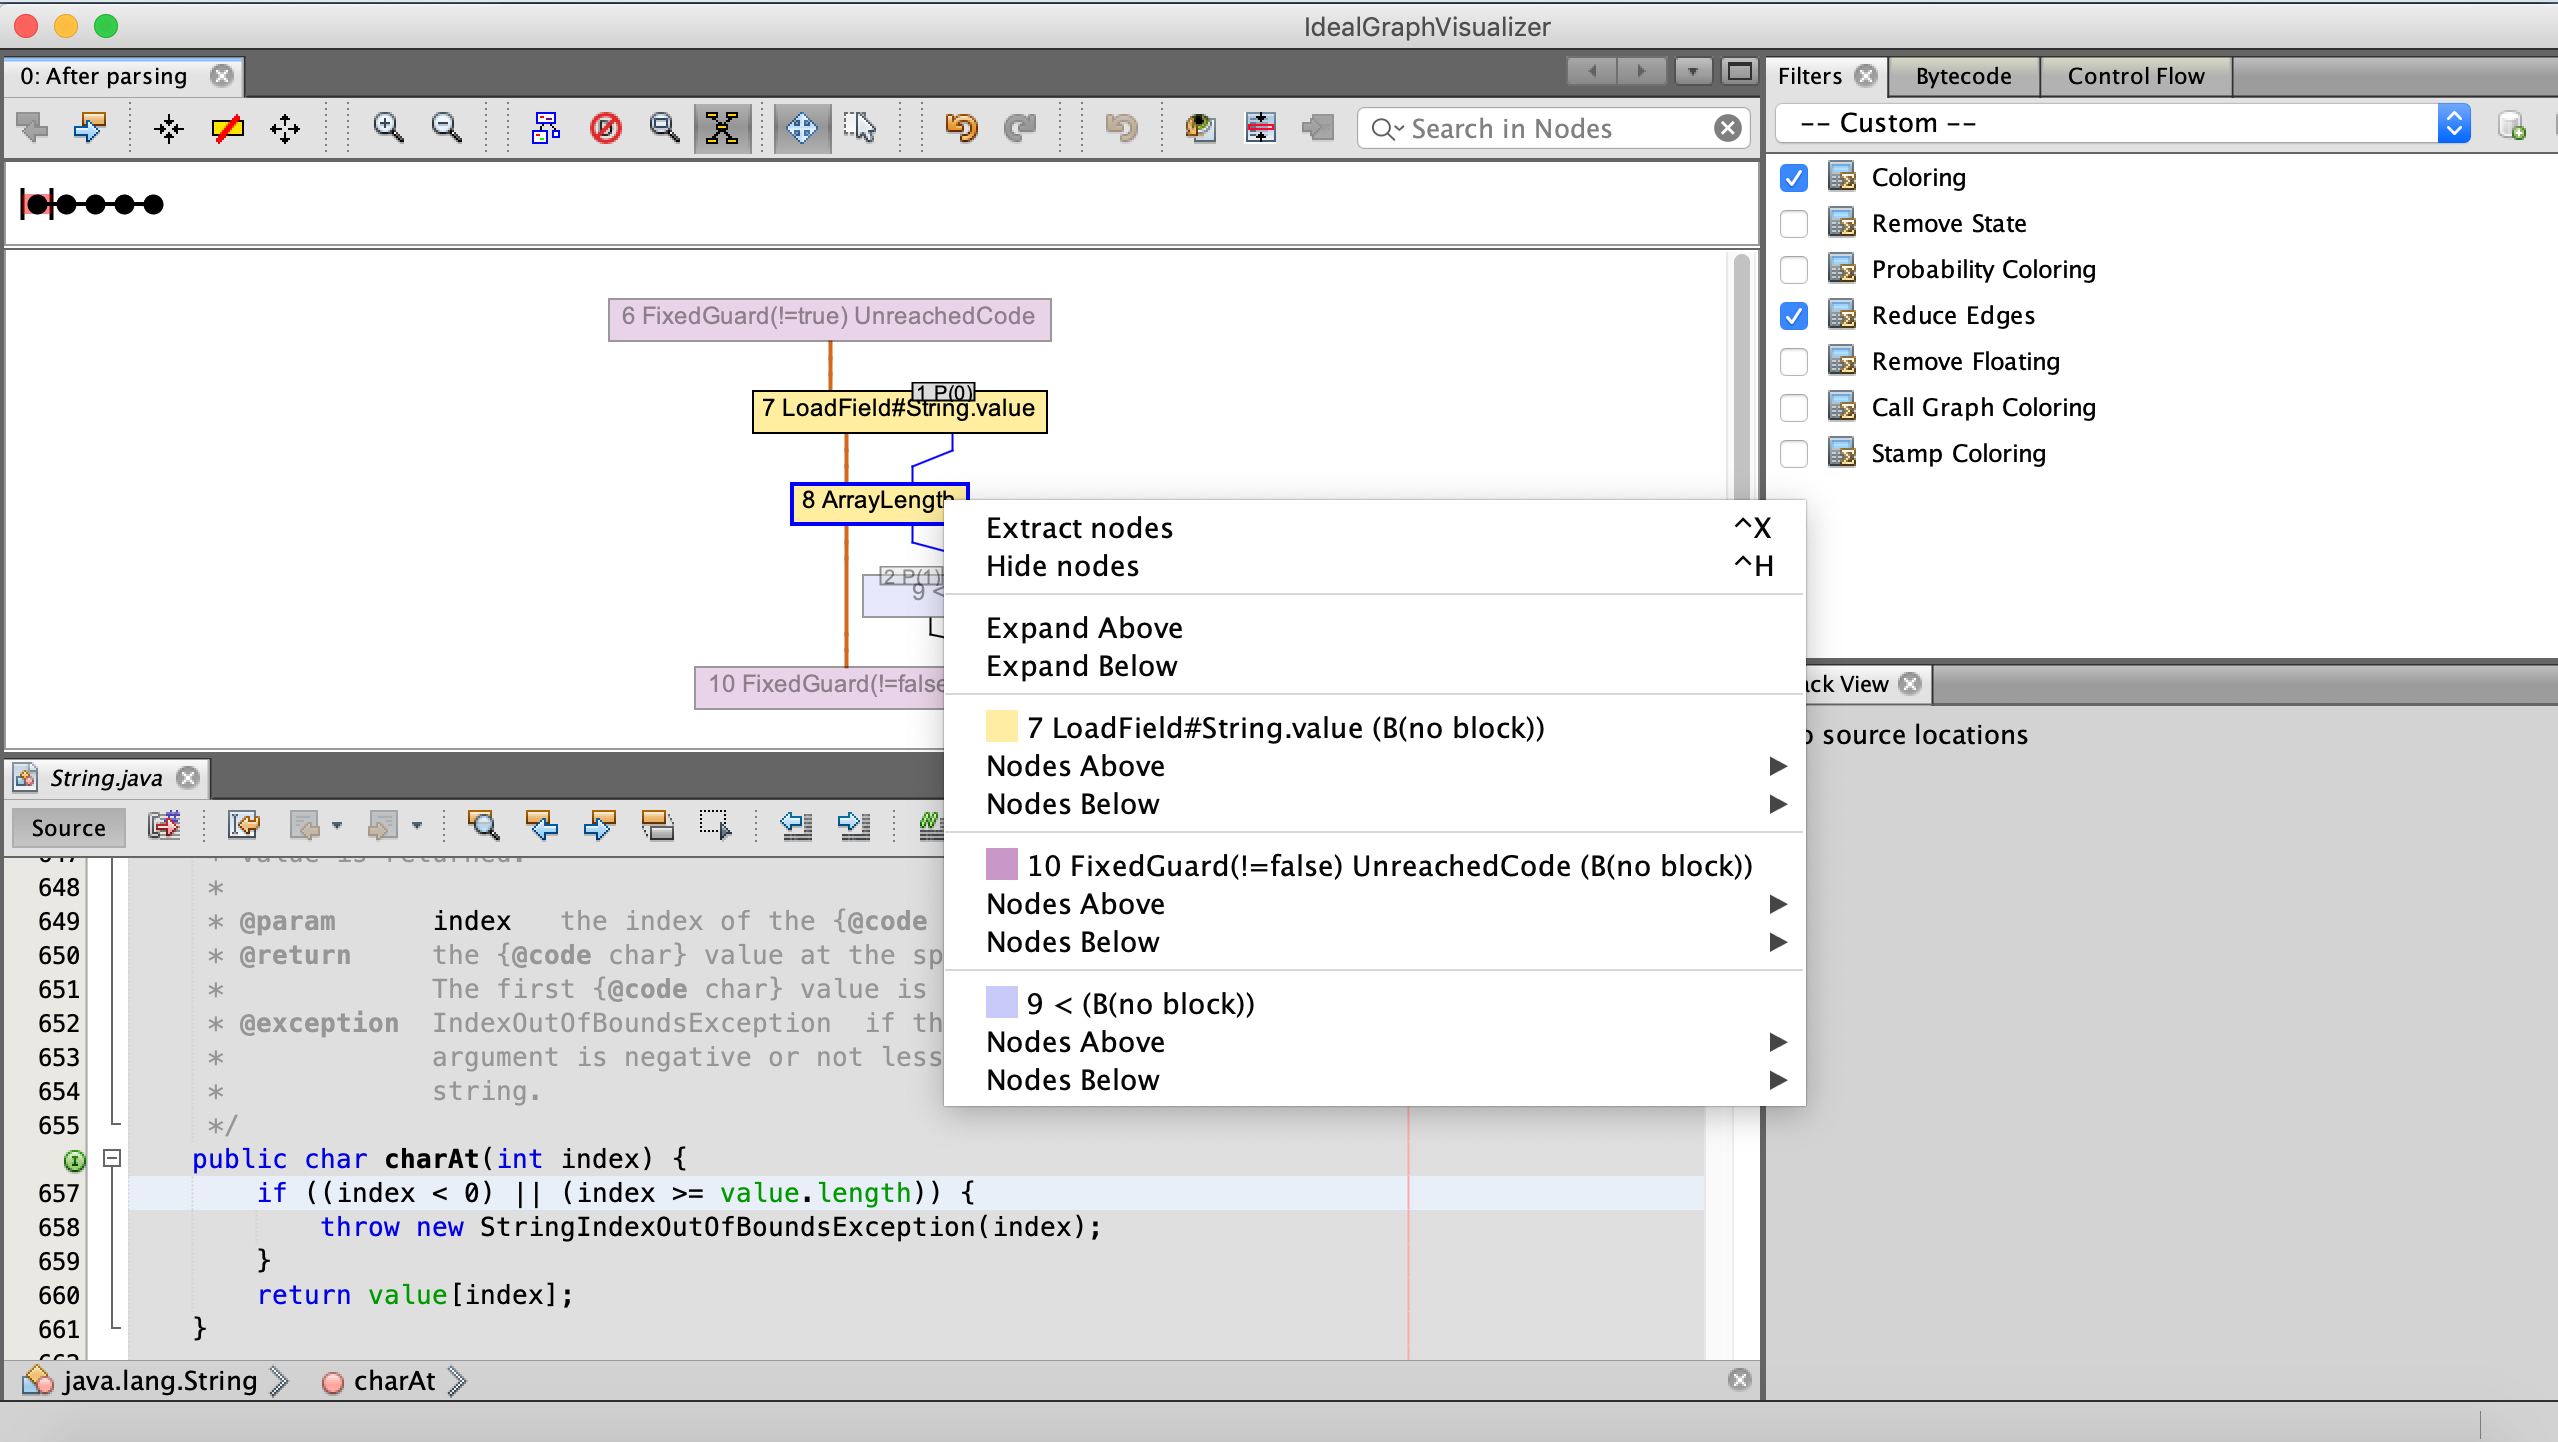 IdealGraphVisualizer
0: After parsing
Search in Nodes
6 FixedGuard(!=true) UnreachedCode
1 P(0)
7 LoadField#String.value
8 ArrayLength
2 P(1)
9 <
10 FixedGuard(!=false
Extract nodes ^X
Hide nodes ^H
Expand Above
Expand Below
7 LoadField#String.value (B(no block))
Nodes Above
Nodes Below
10 FixedGuard(!=false) UnreachedCode (B(no block))
Nodes Above
Nodes Below
9 < (B(no block))
Nodes Above
Nodes Below
Filters
Bytecode
Control Flow
-- Custom --
Coloring
Remove State
Probability Coloring
Reduce Edges
Remove Floating
Call Graph Coloring
Stamp Coloring
View
source locations
String.java
Source
648 *
649 * @param index the index of the {@code
650 * @return the {@code char} value at the
651 * The first {@code char} value is
652 * @exception IndexOutOfBoundsException if
653 * argument is negative or not less
654 * string.
655 */
public char charAt(int index) {
657 if ((index < 0) || (index >= value.length)) {
658 throw new StringIndexOutOfBoundsException(index);
659 }
660 return value[index];
661 }
java.lang.String
charAt